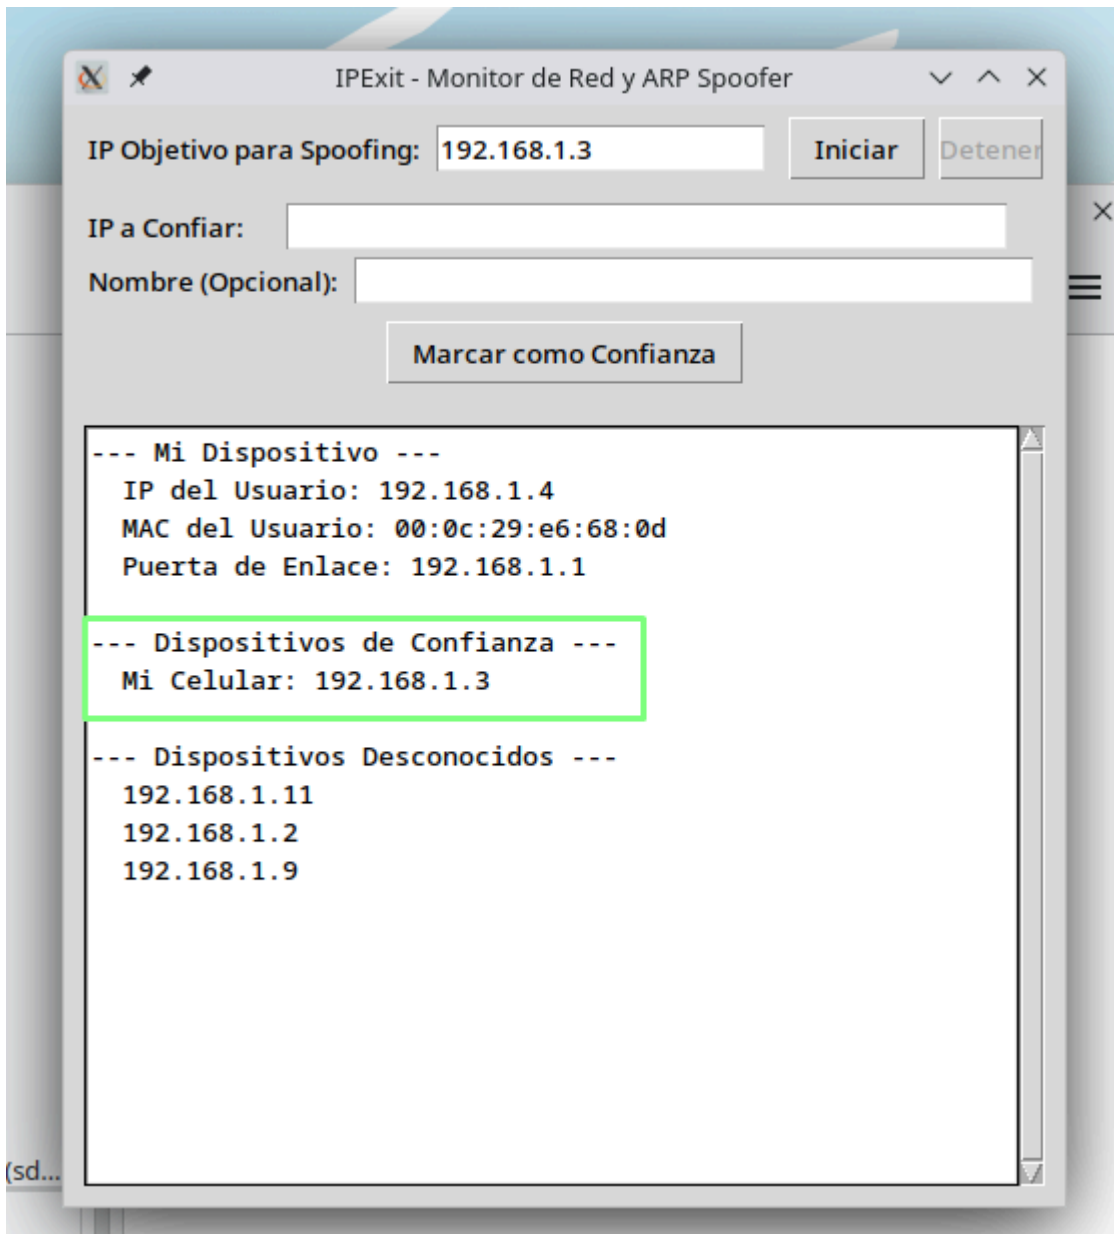 IPExit - Monitor de Red y ARP Spoofer
IP Objetivo para Spoofing: 192.168.1.3 Iniciar Detener
IP a Confiar:
Nombre (Opcional):
Marcar como Confianza
--- Mi Dispositivo ---
IP del Usuario: 192.168.1.4
MAC del Usuario: 00:0c:29:e6:68:0d
Puerta de Enlace: 192.168.1.1
--- Dispositivos de Confianza ---
Mi Celular: 192.168.1.3
--- Dispositivos Desconocidos ---
192.168.1.11
192.168.1.2
192.168.1.9
(sd...